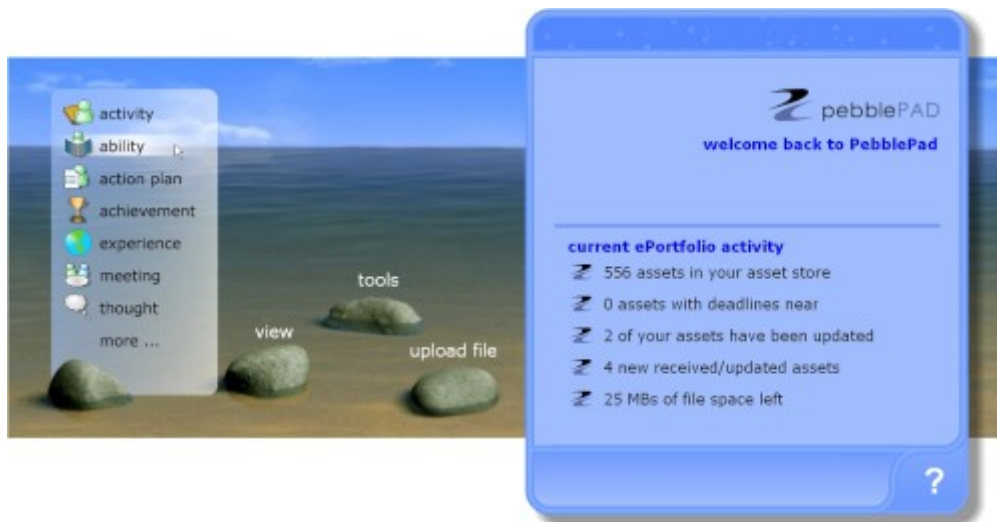 activity
ability
action plan
achievement
experience
meeting
thought
more ...
tools
view
upload file
pebblePAD
welcome back to PebblePad
current ePortfolio activity
556 assets in your asset store
0 assets with deadlines near
2 of your assets have been updated
4 new received/updated assets
25 MBs of file space left
?